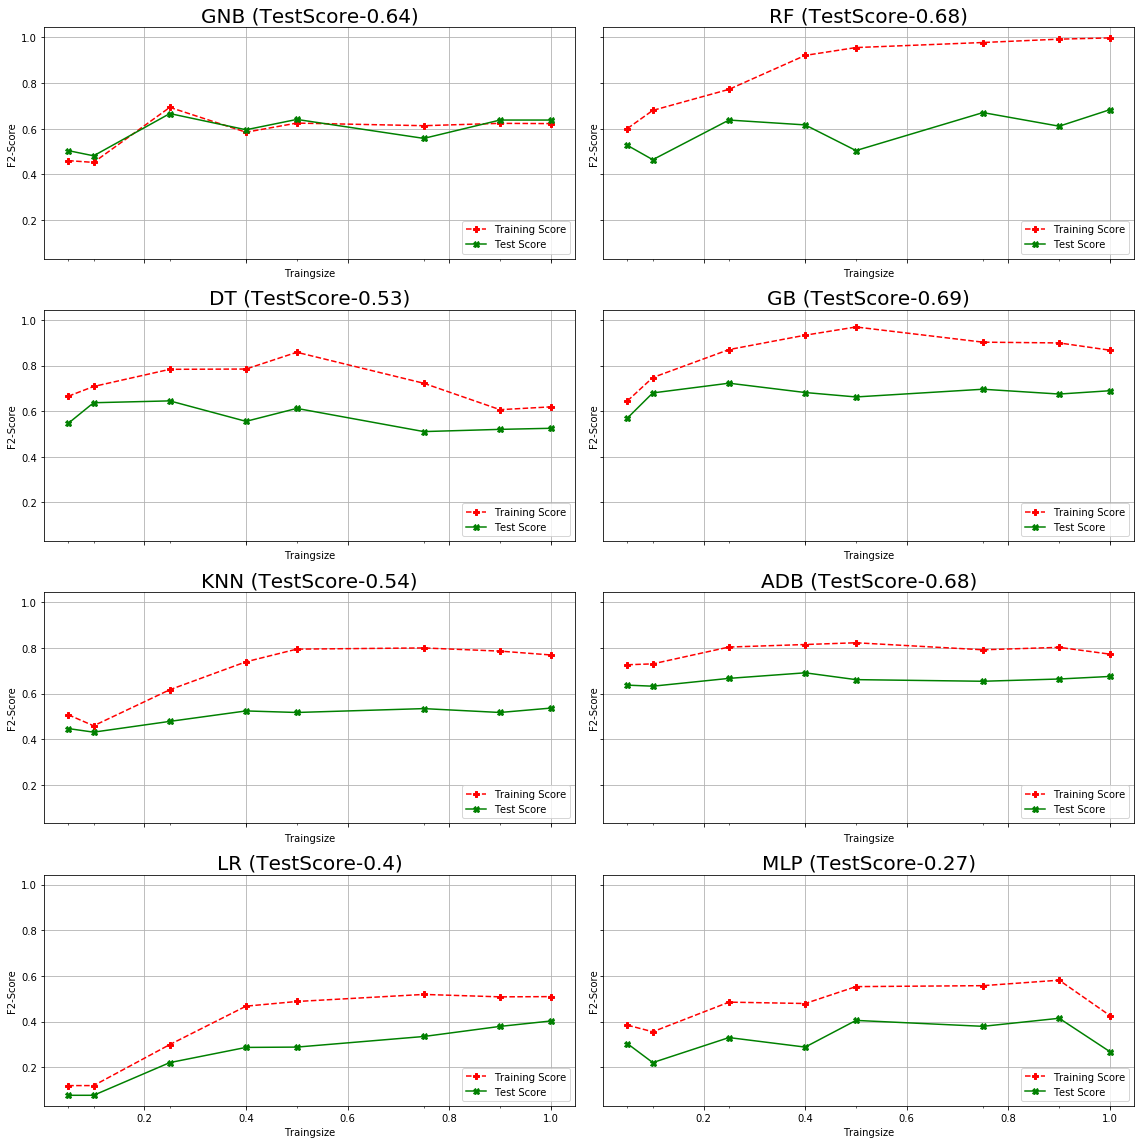 GNB (TestScore-0.64)
1.0
0.8
0.6
0.4
0.2
F2-Score
Training Score
Test Score
Traingsize
RF (TestScore-0.68)
F2-Score
Training Score
Test Score
Traingsize
DT (TestScore-0.53)
1.0
0.8
0.6
0.4
0.2
F2-Score
Training Score
Test Score
Traingsize
GB (TestScore-0.69)
F2-Score
Training Score
Test Score
Traingsize
KNN (TestScore-0.54)
1.0
0.8
0.6
0.4
0.2
F2-Score
Training Score
Test Score
Traingsize
ADB (TestScore-0.68)
F2-Score
Training Score
Test Score
Traingsize
LR (TestScore-0.4)
1.0
0.8
0.6
0.4
0.2
F2-Score
Training Score
Test Score
0.2 0.4 0.6 0.8 1.0
Traingsize
MLP (TestScore-0.27)
F2-Score
Training Score
Test Score
0.2 0.4 0.6 0.8 1.0
Traingsize